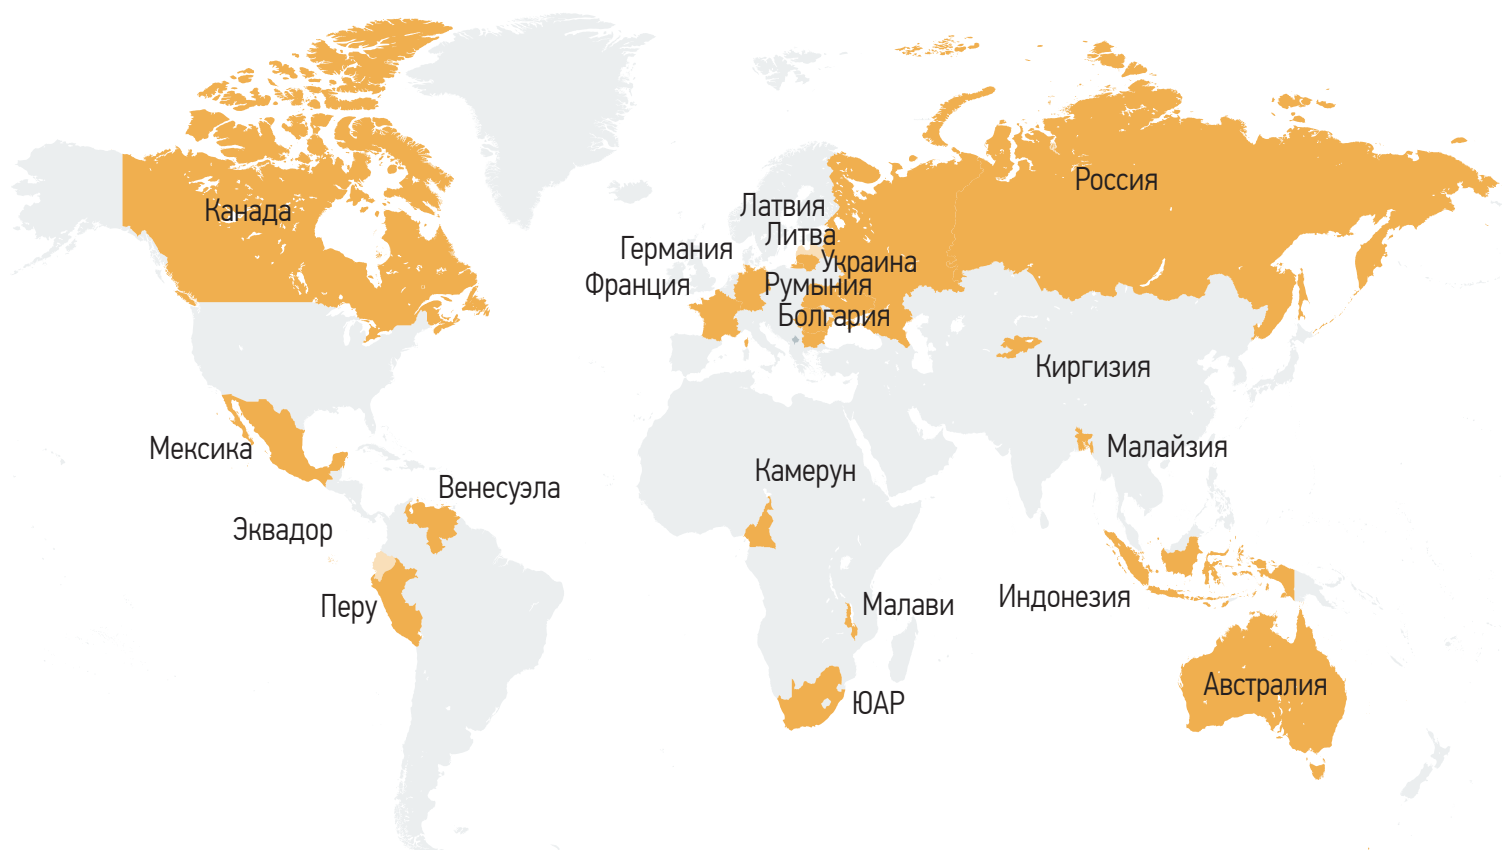 Россия
Латвия
Канада
Литва
Германия
Украина
Франция
Румыния
Болгария
Киргизия
Мексика
Малайзия
Камерун
Венесуэла
Эквадор
Индонезия
Малави
Перу
Австралия
ЮАР